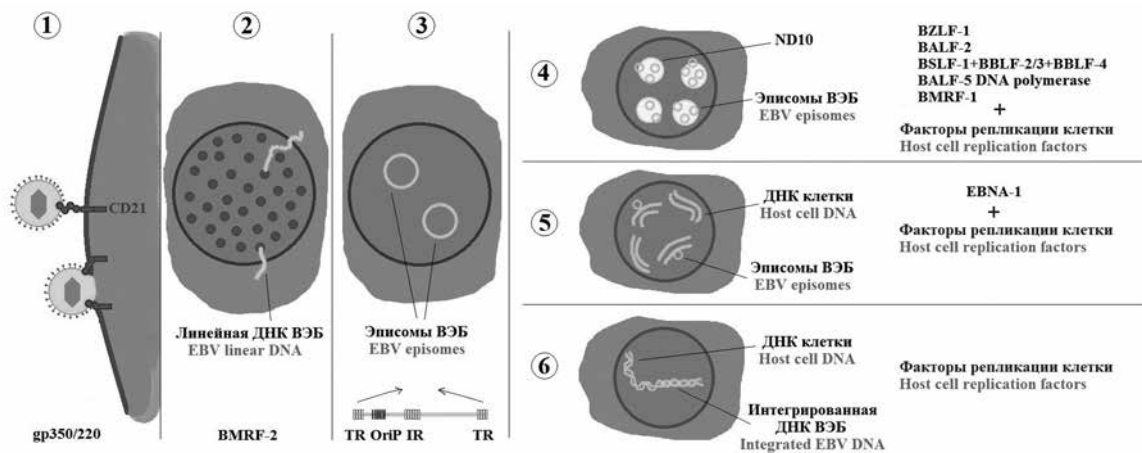 1
CD21
gp350/220
2
Линейная ДНК ВЭБ
EBV linear DNA
BMRF-2
3
Эписомы ВЭБ
EBV episomes
TR OriP IR TR
4
ND10
Эписомы ВЭБ
EBV episomes
BZLF-1
BALF-2
BSLF-1+BBLF-2/3+BBLF-4
BALF-5 DNA polymerase
BMRF-1
+
Факторы репликации клетки
Host cell replication factors
5
ДНК клетки
Host cell DNA
Эписомы ВЭБ
EBV episomes
EBNA-1
+
Факторы репликации клетки
Host cell replication factors
6
ДНК клетки
Host cell DNA
Интегрированная
ДНК ВЭБ
Integrated EBV DNA
Факторы репликации клетки
Host cell replication factors